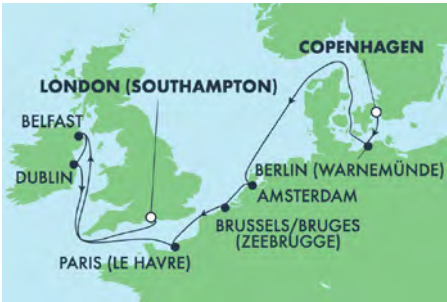 COPENHAGEN
LONDON (SOUTHAMPTON)
BELFAST
DUBLIN
BERLIN (WARNEMÜNDE)
AMSTERDAM
BRUSSELS/BRUGES
(ZEEBRUGGE)
PARIS (LE HAVRE)